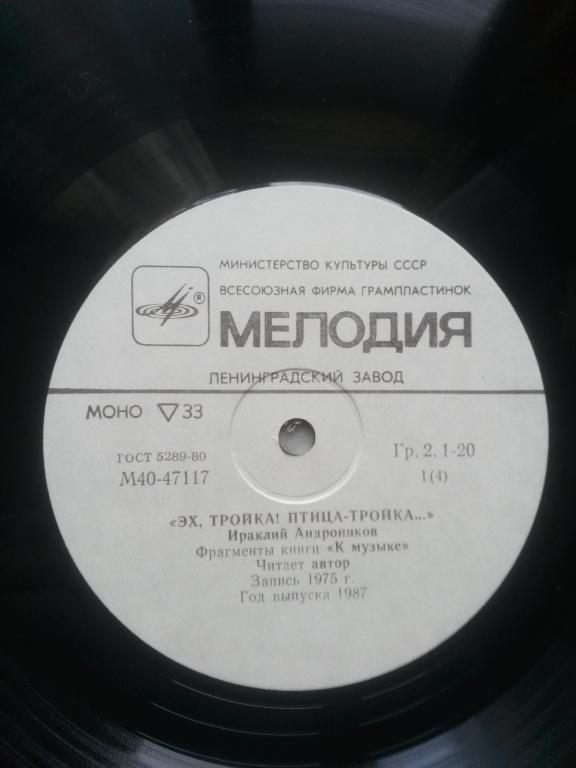 МИНИСТЕРСТВО КУЛЬТУРЫ СССР
ВСЕСОЮЗНАЯ ФИРМА ГРАМПЛАСТИНОК
®
МЕЛОДИЯ
ЛЕНИНГРАДСКИЙ ЗАВОД
МОНО ▽ 33
ГОСТ 5289-80
Гр. 2. 1-20
М40-47117
1(4)
«ЭХ, ТРОЙКА! ПТИЦА-ТРОЙКА...»
Ираклий Андроников
Фрагменты книги «К музыке»
Читает автор
Запись 1975 г.
Год выпуска 1987